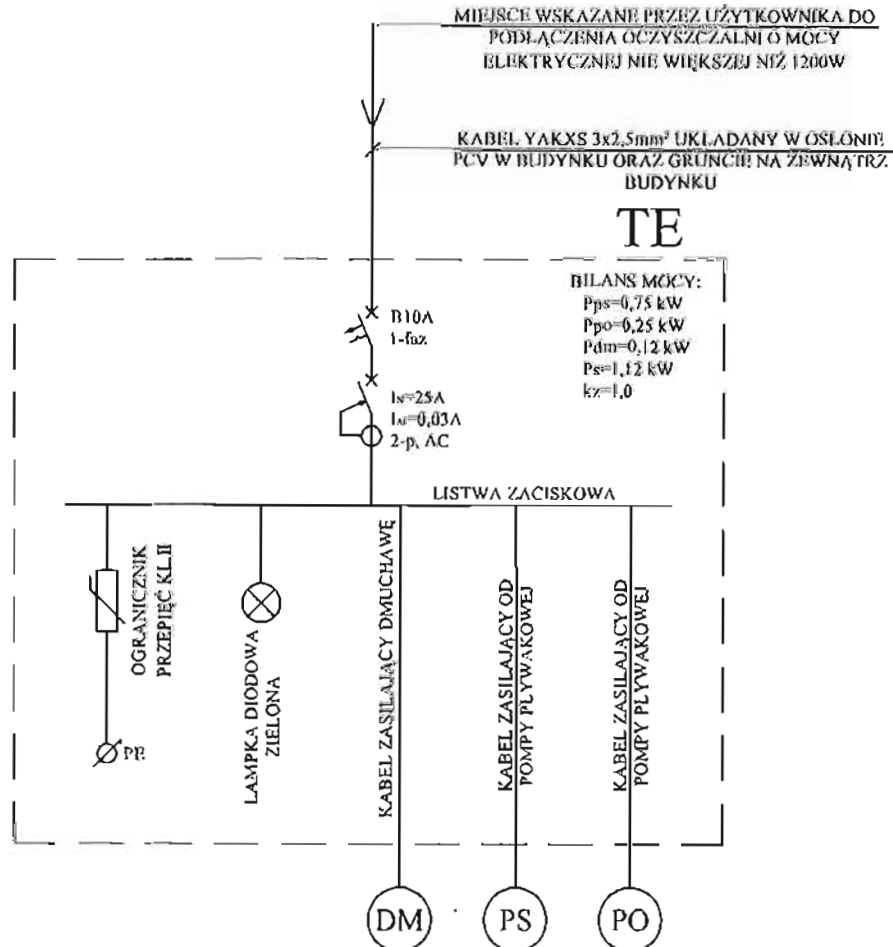 MIEJSCE WSKAZANE PRZEZ UŻYTKOWNIKA DO
PODŁĄCZENIA OCZYSZCZALNI O MOCY
ELEKTRYCZNEJ NIE WIĘKSZEJ NIŻ 1200W
KABEL YAKXS 3x2,5mm² UKŁADANY W OSŁONIE
PCV W BUDYNKU ORAZ GRUNCIE NA ZEWNĄTRZ
BUDYNKU
TE
BILANS MOCY:
Pps=0,75 kW
Ppo=0,25 kW
Pdm=0,12 kW
Ps=1,12 kW
kz=1,0
B10A
1-faz
IN=25A
IΔN=0,03A
2-p, AC
LISTWA ZACISKOWA
OGRANICZNIK
PRZEPIĘĆ KL.II
PE
LAMPKA DIODOWA
ZIELONA
KABEL ZASILAJĄCY DMUCHAWĘ
KABEL ZASILAJĄCY OD
POMPY PŁYWAKOWEJ
KABEL ZASILAJĄCY OD
POMPY PŁYWAKOWEJ
DM
PS
PO